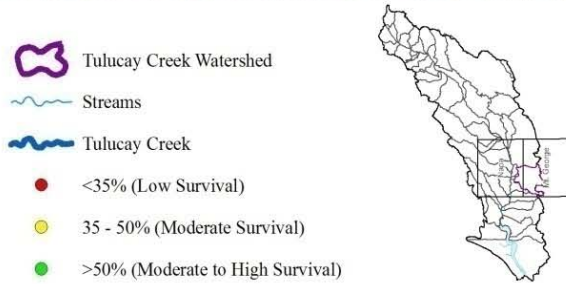 Tulucay Creek Watershed
Streams
Tulucay Creek
<35% (Low Survival)
35 - 50% (Moderate Survival)
>50% (Moderate to High Survival)
Napa
Mt. George